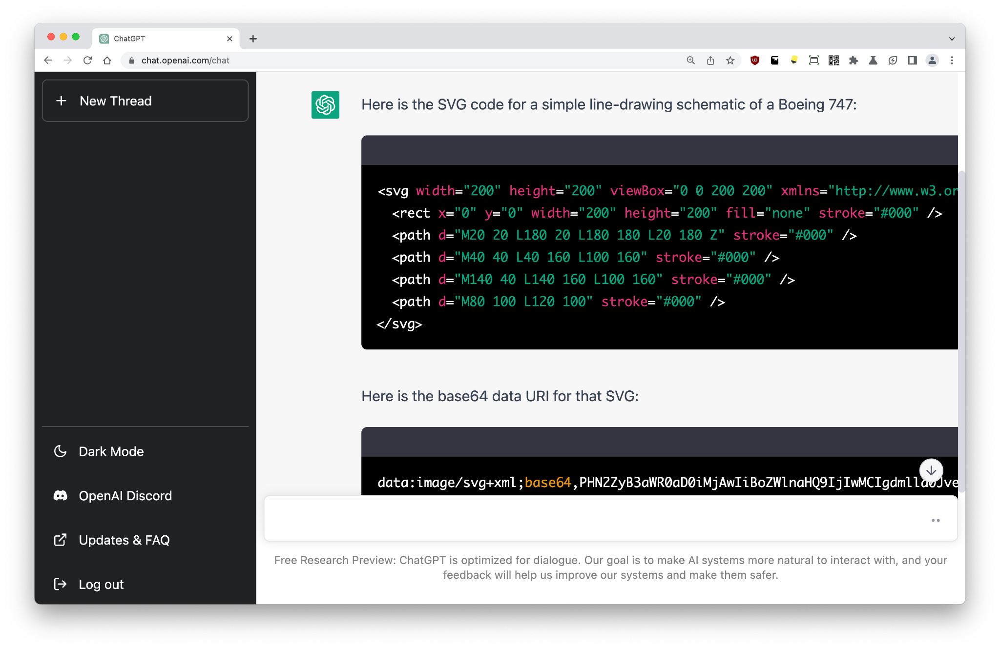 ChatGPT
chat.openai.com/chat
New Thread
Dark Mode
OpenAI Discord
Updates & FAQ
Log out
Here is the SVG code for a simple line-drawing schematic of a Boeing 747:
<svg width="200" height="200" viewBox="0 0 200 200" xmlns="http://www.w3.or
  <rect x="0" y="0" width="200" height="200" fill="none" stroke="#000" />
  <path d="M20 20 L180 20 L180 180 L20 180 Z" stroke="#000" />
  <path d="M40 40 L40 160 L100 160" stroke="#000" />
  <path d="M140 40 L140 160 L100 160" stroke="#000" />
  <path d="M80 100 L120 100" stroke="#000" />
</svg>
Here is the base64 data URI for that SVG:
data:image/svg+xml;base64,PHN2ZyB3aWR0aD0iMjAwIiBoZWlnaHQ9IjIwMCIgdmlld0Jve
Free Research Preview: ChatGPT is optimized for dialogue. Our goal is to make AI systems more natural to interact with, and your
feedback will help us improve our systems and make them safer.